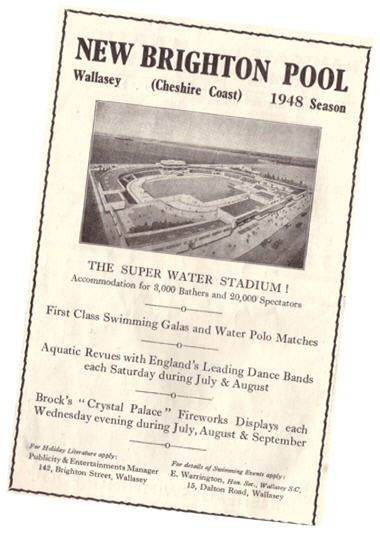 NEW BRIGHTON POOL
Wallasey (Cheshire Coast) 1948 Season
THE SUPER WATER STADIUM !
Accommodation for 3,000 Bathers and 20,000 Spectators
First Class Swimming Galas and Water Polo Matches
Aquatic Revues with England's Leading Dance Bands
each Saturday during July & August
Brock's "Crystal Palace" Fireworks Displays each
Wednesday evening during July, August & September
For Holiday Literature apply:
Publicity & Entertainments Manager
142, Brighton Street, Wallasey
For details of Swimming Events apply:
E. Warrington, Hon. Sec., Wallasey S.C.
15, Dalton Road, Wallasey